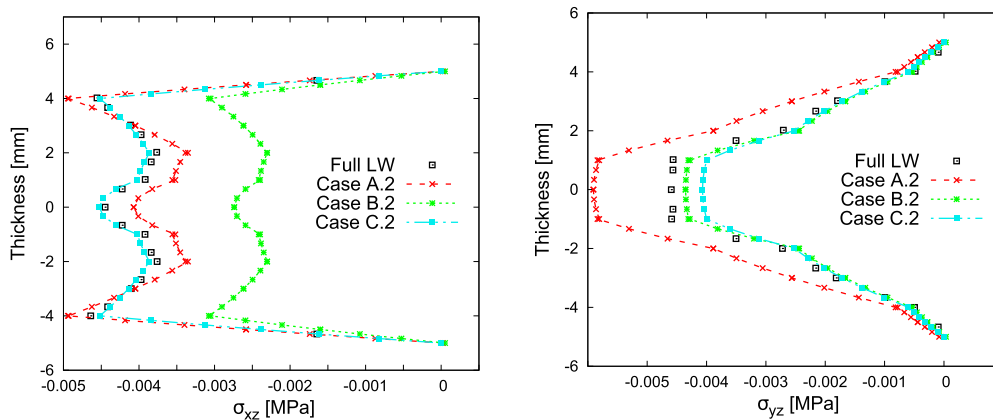 6
4
2
0
-2
-4
-6
Thickness [mm]
Full LW
Case A.2
Case B.2
Case C.2
-0.005 -0.004 -0.003 -0.002 -0.001 0
σxz [MPa]
6
4
2
0
-2
-4
-6
Thickness [mm]
Full LW
Case A.2
Case B.2
Case C.2
-0.005 -0.004 -0.003 -0.002 -0.001 0
σyz [MPa]